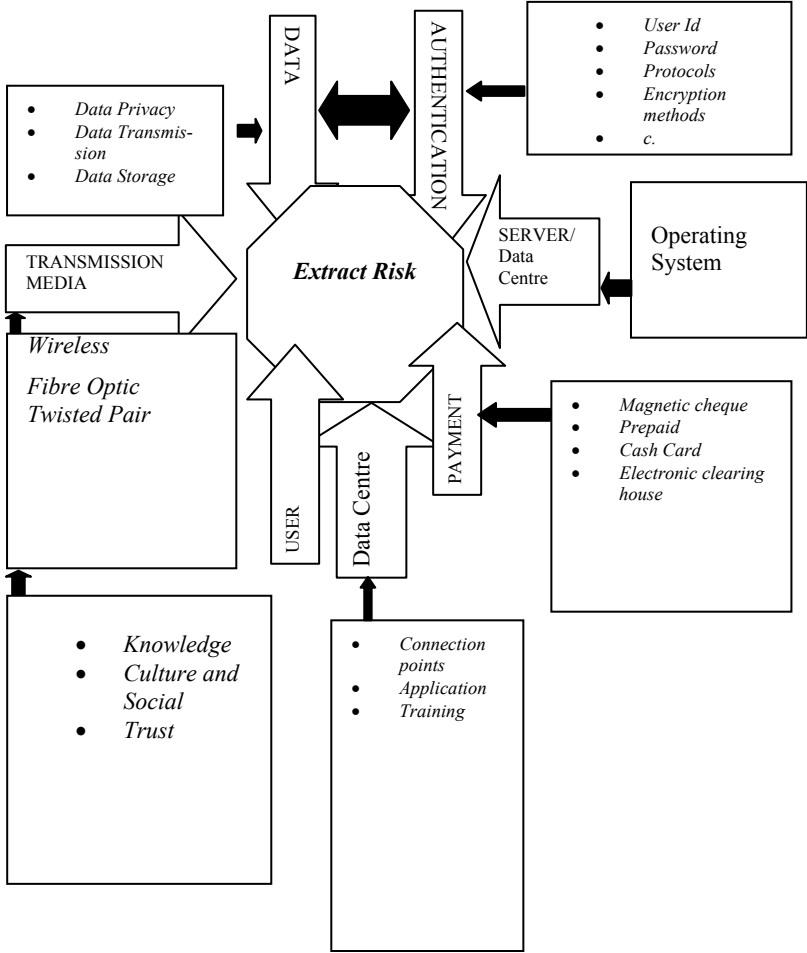 DATA
AUTHENTICATION
• User Id
• Password
• Protocols
• Encryption
methods
• c.
• Data Privacy
• Data Transmis-
sion
• Data Storage
TRANSMISSION
MEDIA
Extract Risk
SERVER/
Data
Centre
Operating
System
Wireless
Fibre Optic
Twisted Pair
USER
Data Centre
PAYMENT
• Magnetic cheque
• Prepaid
• Cash Card
• Electronic clearing
house
• Knowledge
• Culture and
Social
• Trust
• Connection
points
• Application
• Training